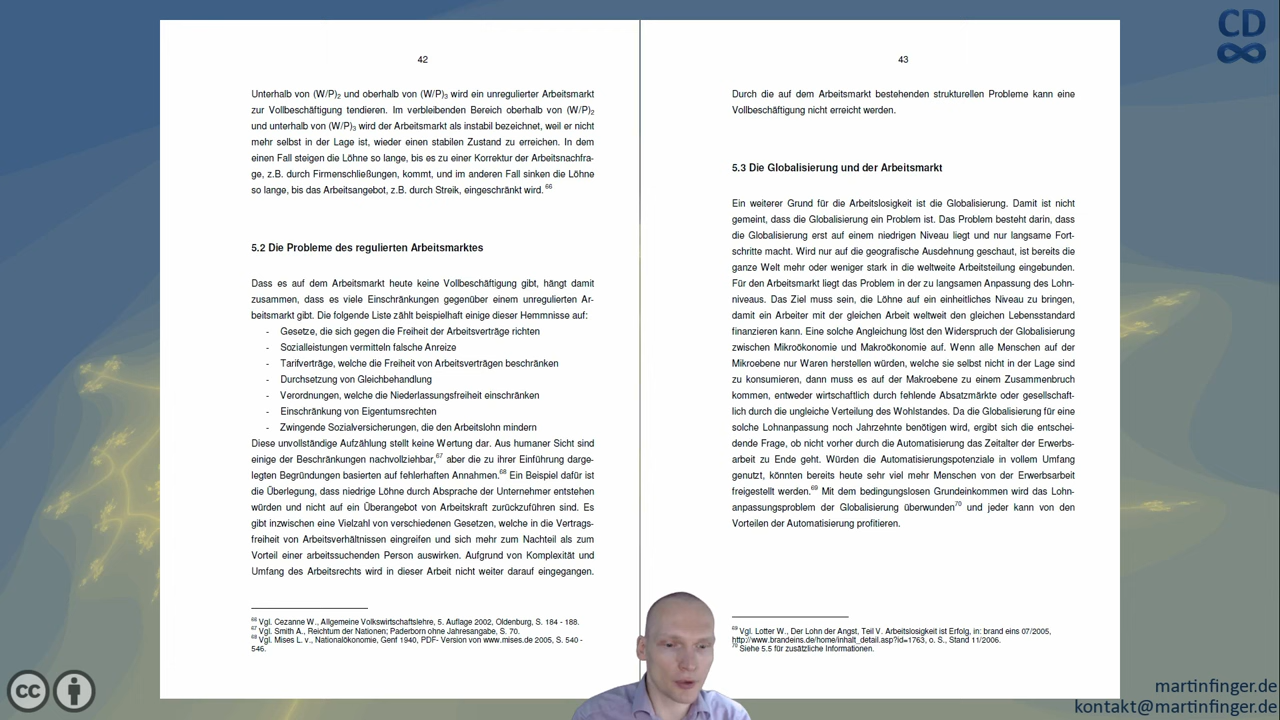 CD
42
Unterhalb von (W/P)₂ und oberhalb von (W/P)₃ wird ein unregulierter Arbeitsmarkt
zur Vollbeschäftigung tendieren. Im verbleibenden Bereich oberhalb von (W/P)₂
und unterhalb von (W/P)₃ wird der Arbeitsmarkt als instabil bezeichnet, weil er nicht
mehr selbst in der Lage ist, wieder einen stabilen Zustand zu erreichen. In dem
einen Fall steigen die Löhne so lange, bis es zu einer Korrektur der Arbeitsnachfra-
ge, z.B. durch Firmenschließungen, kommt, und im anderen Fall sinken die Löhne
so lange, bis das Arbeitsangebot, z.B. durch Streik, eingeschränkt wird. ⁶⁶
5.2 Die Probleme des regulierten Arbeitsmarktes
Dass es auf dem Arbeitsmarkt heute keine Vollbeschäftigung gibt, hängt damit
zusammen, dass es viele Einschränkungen gegenüber einem unregulierten Ar-
beitsmarkt gibt. Die folgende Liste zählt beispielhaft einige dieser Hemmnisse auf:
- Gesetze, die sich gegen die Freiheit der Arbeitsverträge richten
- Sozialleistungen vermitteln falsche Anreize
- Tarifverträge, welche die Freiheit von Arbeitsverträgen beschränken
- Durchsetzung von Gleichbehandlung
- Verordnungen, welche die Niederlassungsfreiheit einschränken
- Einschränkung von Eigentumsrechten
- Zwingende Sozialversicherungen, die den Arbeitslohn mindern
Diese unvollständige Aufzählung stellt keine Wertung dar. Aus humaner Sicht sind
einige der Beschränkungen nachvollziehbar,⁶⁷ aber die zu ihrer Einführung darge-
legten Begründungen basierten auf fehlerhaften Annahmen.⁶⁸ Ein Beispiel dafür ist
die Überlegung, dass niedrige Löhne durch Absprache der Unternehmer entstehen
würden und nicht auf ein Überangebot von Arbeitskraft zurückzuführen sind. Es
gibt inzwischen eine Vielzahl von verschiedenen Gesetzen, welche in die Vertrags-
freiheit von Arbeitsverhältnissen eingreifen und sich mehr zum Nachteil als zum
Vorteil einer arbeitssuchenden Person auswirken. Aufgrund von Komplexität und
Umfang des Arbeitsrechts wird in dieser Arbeit nicht weiter darauf eingegangen.
⁶⁶ Vgl. Cezanne W., Allgemeine Volkswirtschaftslehre, 5. Auflage 2002, Oldenburg, S. 184 - 188.
⁶⁷ Vgl. Smith A., Reichtum der Nationen; Paderborn ohne Jahresangabe, S. 70.
⁶⁸ Vgl. Mises L. v., Nationalökonomie, Genf 1940, PDF- Version von www.mises.de 2005, S. 540 -
546.
43
Durch die auf dem Arbeitsmarkt bestehenden strukturellen Probleme kann eine
Vollbeschäftigung nicht erreicht werden.
5.3 Die Globalisierung und der Arbeitsmarkt
Ein weiterer Grund für die Arbeitslosigkeit ist die Globalisierung. Damit ist nicht
gemeint, dass die Globalisierung ein Problem ist. Das Problem besteht darin, dass
die Globalisierung erst auf einem niedrigen Niveau liegt und nur langsame Fort-
schritte macht. Wird nur auf die geografische Ausdehnung geschaut, ist bereits die
ganze Welt mehr oder weniger stark in die weltweite Arbeitsteilung eingebunden.
Für den Arbeitsmarkt liegt das Problem in der zu langsamen Anpassung des Lohn-
niveaus. Das Ziel muss sein, die Löhne auf ein einheitliches Niveau zu bringen,
damit ein Arbeiter mit der gleichen Arbeit weltweit den gleichen Lebensstandard
finanzieren kann. Eine solche Angleichung löst den Widerspruch der Globalisierung
zwischen Mikroökonomie und Makroökonomie auf. Wenn alle Menschen auf der
Mikroebene nur Waren herstellen würden, welche sie selbst nicht in der Lage sind
zu konsumieren, dann muss es auf der Makroebene zu einem Zusammenbruch
kommen, entweder wirtschaftlich durch fehlende Absatzmärkte oder gesellschaft-
lich durch die ungleiche Verteilung des Wohlstandes. Da die Globalisierung für eine
solche Lohnanpassung noch Jahrzehnte benötigen wird, ergibt sich die entschei-
dende Frage, ob nicht vorher durch die Automatisierung das Zeitalter der Erwerbs-
arbeit zu Ende geht. Würden die Automatisierungspotenziale in vollem Umfang
genutzt, könnten bereits heute sehr viel mehr Menschen von der Erwerbsarbeit
freigestellt werden.⁶⁹ Mit dem bedingungslosen Grundeinkommen wird das Lohn-
anpassungsproblem der Globalisierung überwunden⁷⁰ und jeder kann von den
Vorteilen der Automatisierung profitieren.
⁶⁹ Vgl. Lotter W., Der Lohn der Angst, Teil V. Arbeitslosigkeit ist Erfolg, in: brand eins 07/2005,
http://www.brandeins.de/home/inhalt_detail.asp?id=1763, o. S., Stand 11/2006.
⁷⁰ Siehe 5.5 für zusätzliche Informationen.
cc
martinfinger.de
kontakt@martinfinger.de